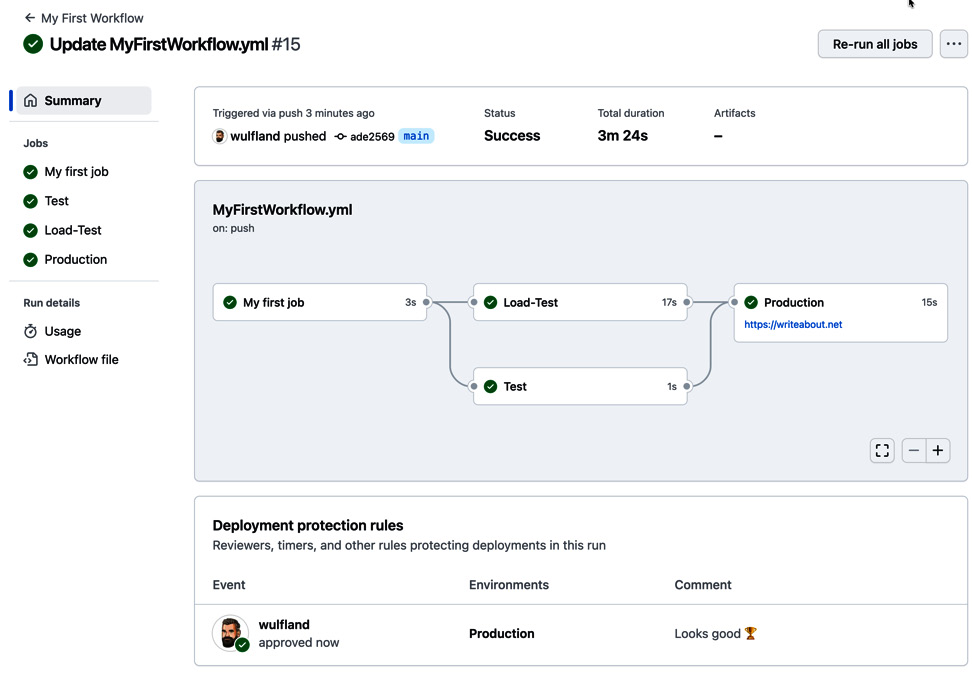 ← My First Workflow
Update MyFirstWorkflow.yml #15
Re-run all jobs
Summary
Jobs
My first job
Test
Load-Test
Production
Run details
Usage
Workflow file
Triggered via push 3 minutes ago
wulfland pushed ade2569 main
Status
Success
Total duration
3m 24s
Artifacts
–
MyFirstWorkflow.yml
on: push
My first job 3s
Load-Test 17s
Production 15s
https://writeabout.net
Test 1s
Deployment protection rules
Reviewers, timers, and other rules protecting deployments in this run
Event Environments Comment
wulfland
approved now
Production
Looks good 🏆